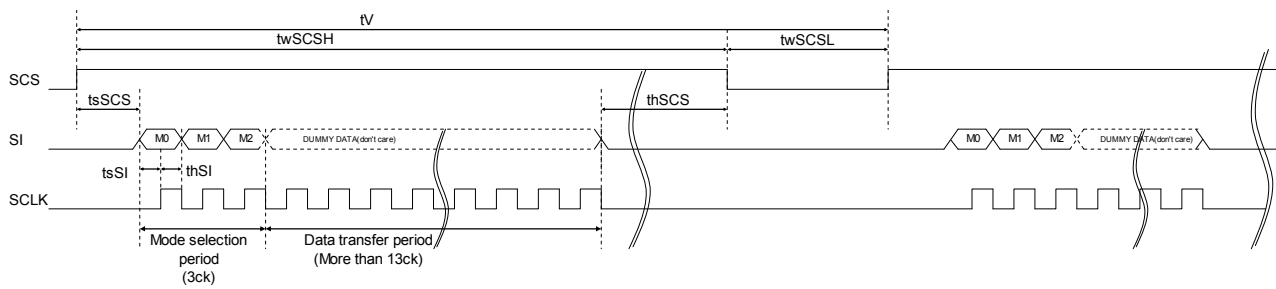 tV
twSCSH
twSCSL
SCS
tsSCS
thSCS
SI
M0
M1
M2
DUMMY DATA(don't care)
M0
M1
M2
DUMMY DATA(don't care)
tsSI
thSI
SCLK
Mode selection
period
(3ck)
Data transfer period
(More than 13ck)